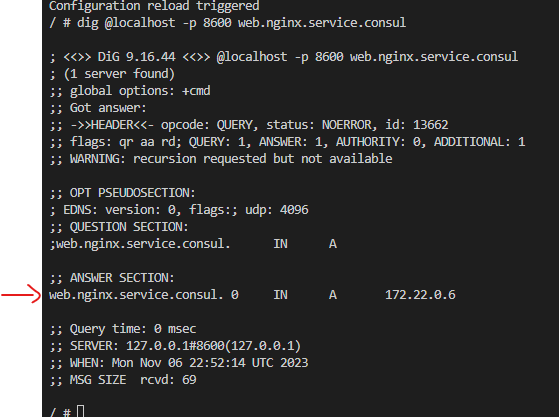 Configuration reload triggered
/ # dig @localhost -p 8600 web.nginx.service.consul
; <<>> DiG 9.16.44 <<>> @localhost -p 8600 web.nginx.service.consul
; (1 server found)
;; global options: +cmd
;; Got answer:
;; ->>HEADER<<- opcode: QUERY, status: NOERROR, id: 13662
;; flags: qr aa rd; QUERY: 1, ANSWER: 1, AUTHORITY: 0, ADDITIONAL: 1
;; WARNING: recursion requested but not available
;; OPT PSEUDOSECTION:
; EDNS: version: 0, flags:; udp: 4096
;; QUESTION SECTION:
;web.nginx.service.consul.      IN      A
;; ANSWER SECTION:
web.nginx.service.consul. 0     IN      A       172.22.0.6
;; Query time: 0 msec
;; SERVER: 127.0.0.1#8600(127.0.0.1)
;; WHEN: Mon Nov 06 22:52:14 UTC 2023
;; MSG SIZE  rcvd: 69
/ #